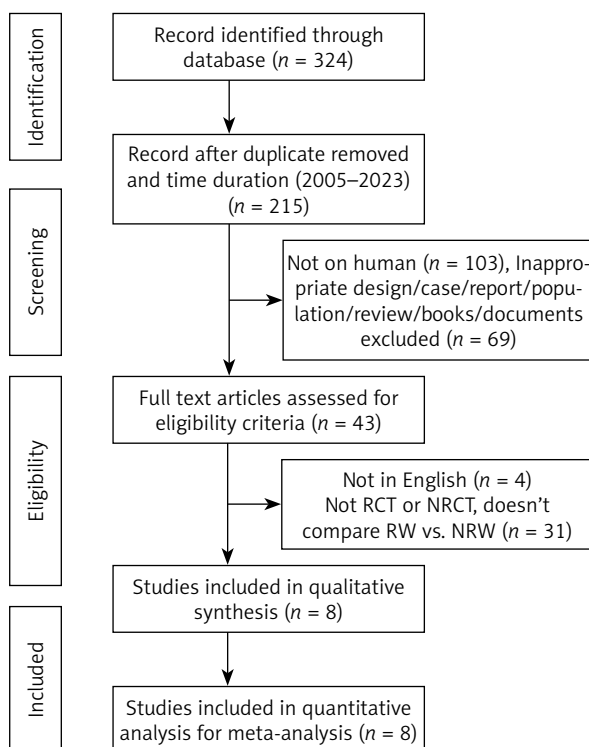 Identification
Record identified through
database (n = 324)
Record after duplicate removed
and time duration (2005–2023)
(n = 215)
Screening
Not on human (n = 103), Inappro-
priate design/case/report/popu-
lation/review/books/documents
excluded (n = 69)
Eligibility
Full text articles assessed for
eligibility criteria (n = 43)
Not in English (n = 4)
Not RCT or NRCT, doesn't
compare RW vs. NRW (n = 31)
Studies included in qualitative
synthesis (n = 8)
Included
Studies included in quantitative
analysis for meta-analysis (n = 8)